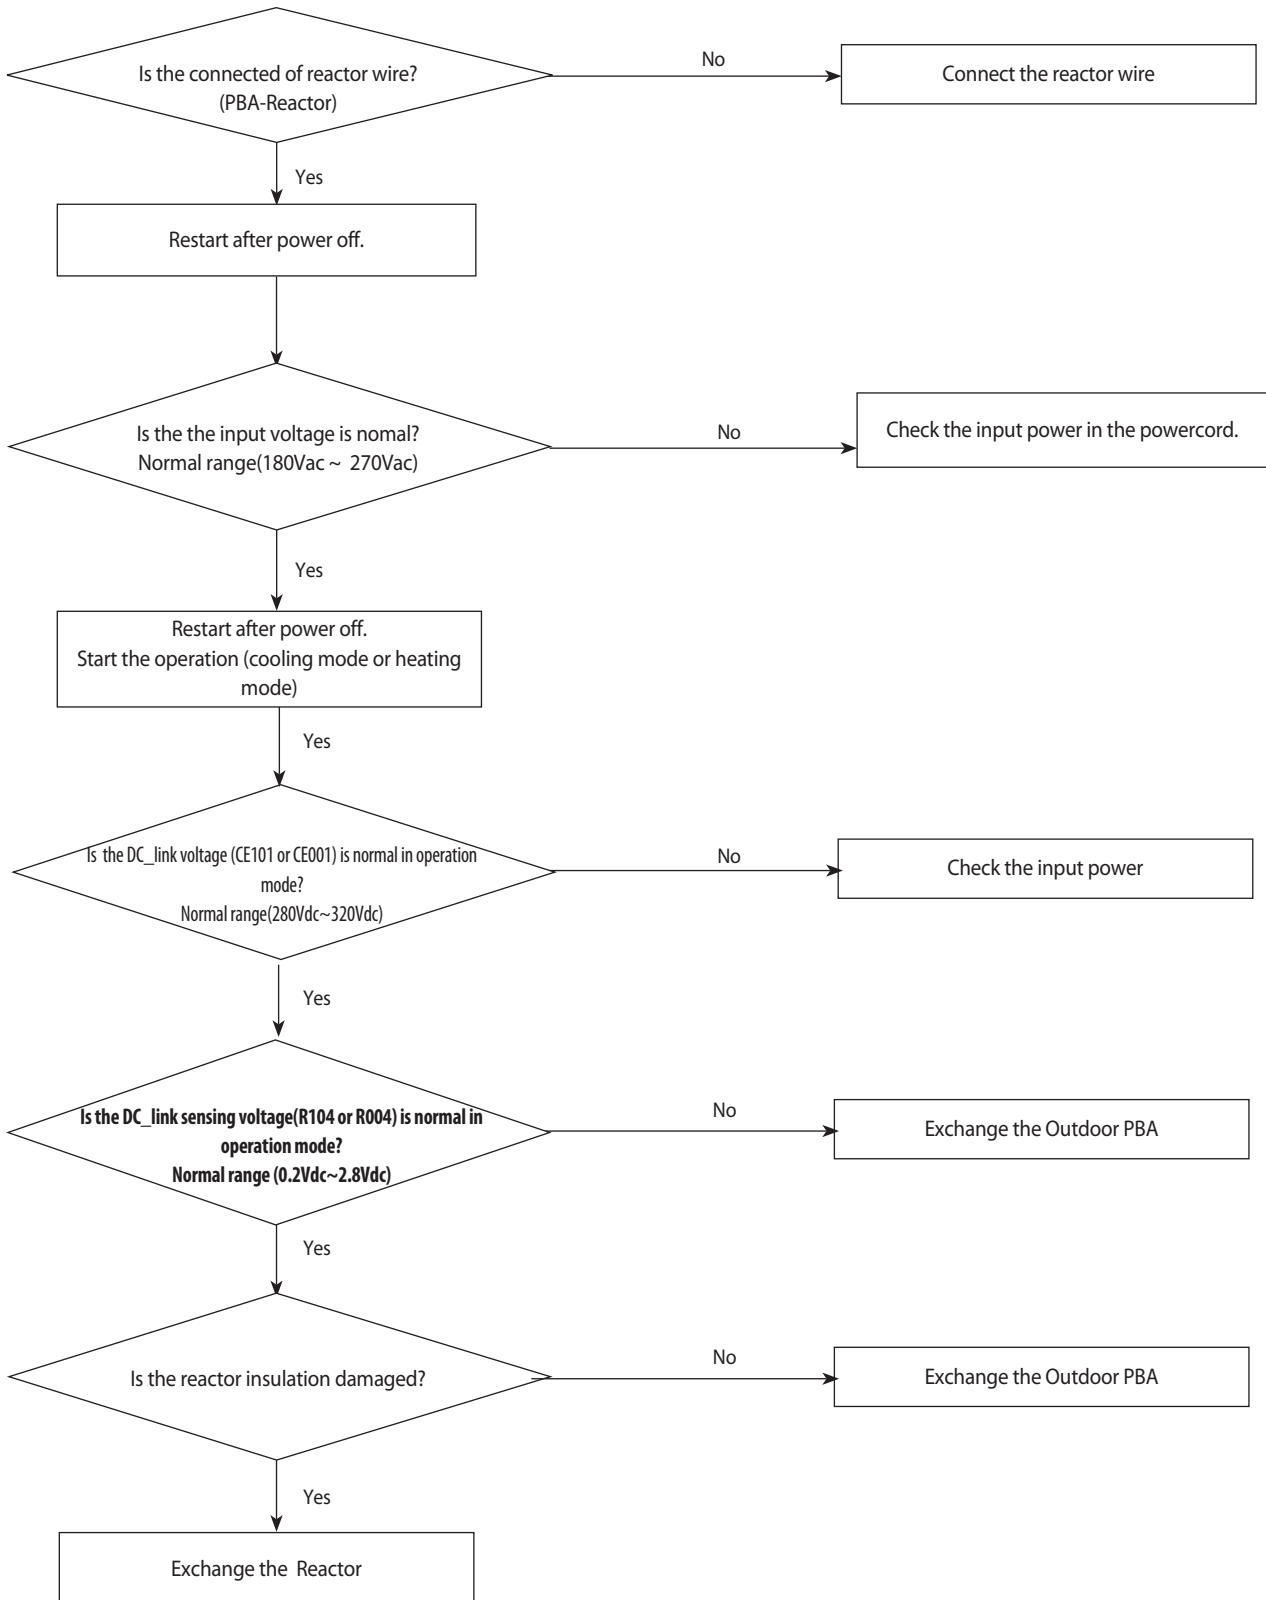 Is the connected of reactor wire?
(PBA-Reactor)
No
Connect the reactor wire
Yes
Restart after power off.
Is the the input voltage is nomal?
Normal range(180Vac ~ 270Vac)
No
Check the input power in the powercord.
Yes
Restart after power off.
Start the operation (cooling mode or heating
mode)
Yes
Is the DC_link voltage (CE101 or CE001) is normal in operation
mode?
Normal range(280Vdc~320Vdc)
No
Check the input power
Yes
Is the DC_link sensing voltage(R104 or R004) is normal in
operation mode?
Normal range (0.2Vdc~2.8Vdc)
No
Exchange the Outdoor PBA
Yes
Is the reactor insulation damaged?
No
Exchange the Outdoor PBA
Yes
Exchange the Reactor